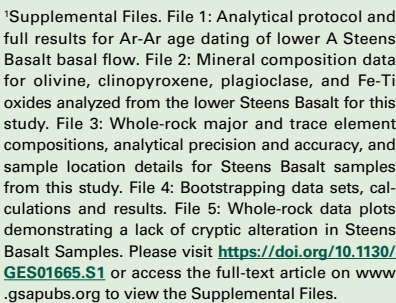 ¹Supplemental Files. File 1: Analytical protocol and
full results for Ar-Ar age dating of lower A Steens
Basalt basal flow. File 2: Mineral composition data
for olivine, clinopyroxene, plagioclase, and Fe-Ti
oxides analyzed from the lower Steens Basalt for this
study. File 3: Whole-rock major and trace element
compositions, analytical precision and accuracy, and
sample location details for Steens Basalt samples
from this study. File 4: Bootstrapping data sets, cal-
culations and results. File 5: Whole-rock data plots
demonstrating a lack of cryptic alteration in Steens
Basalt Samples. Please visit https://doi.org/10.1130/
GES01665.S1 or access the full-text article on www
.gsapubs.org to view the Supplemental Files.